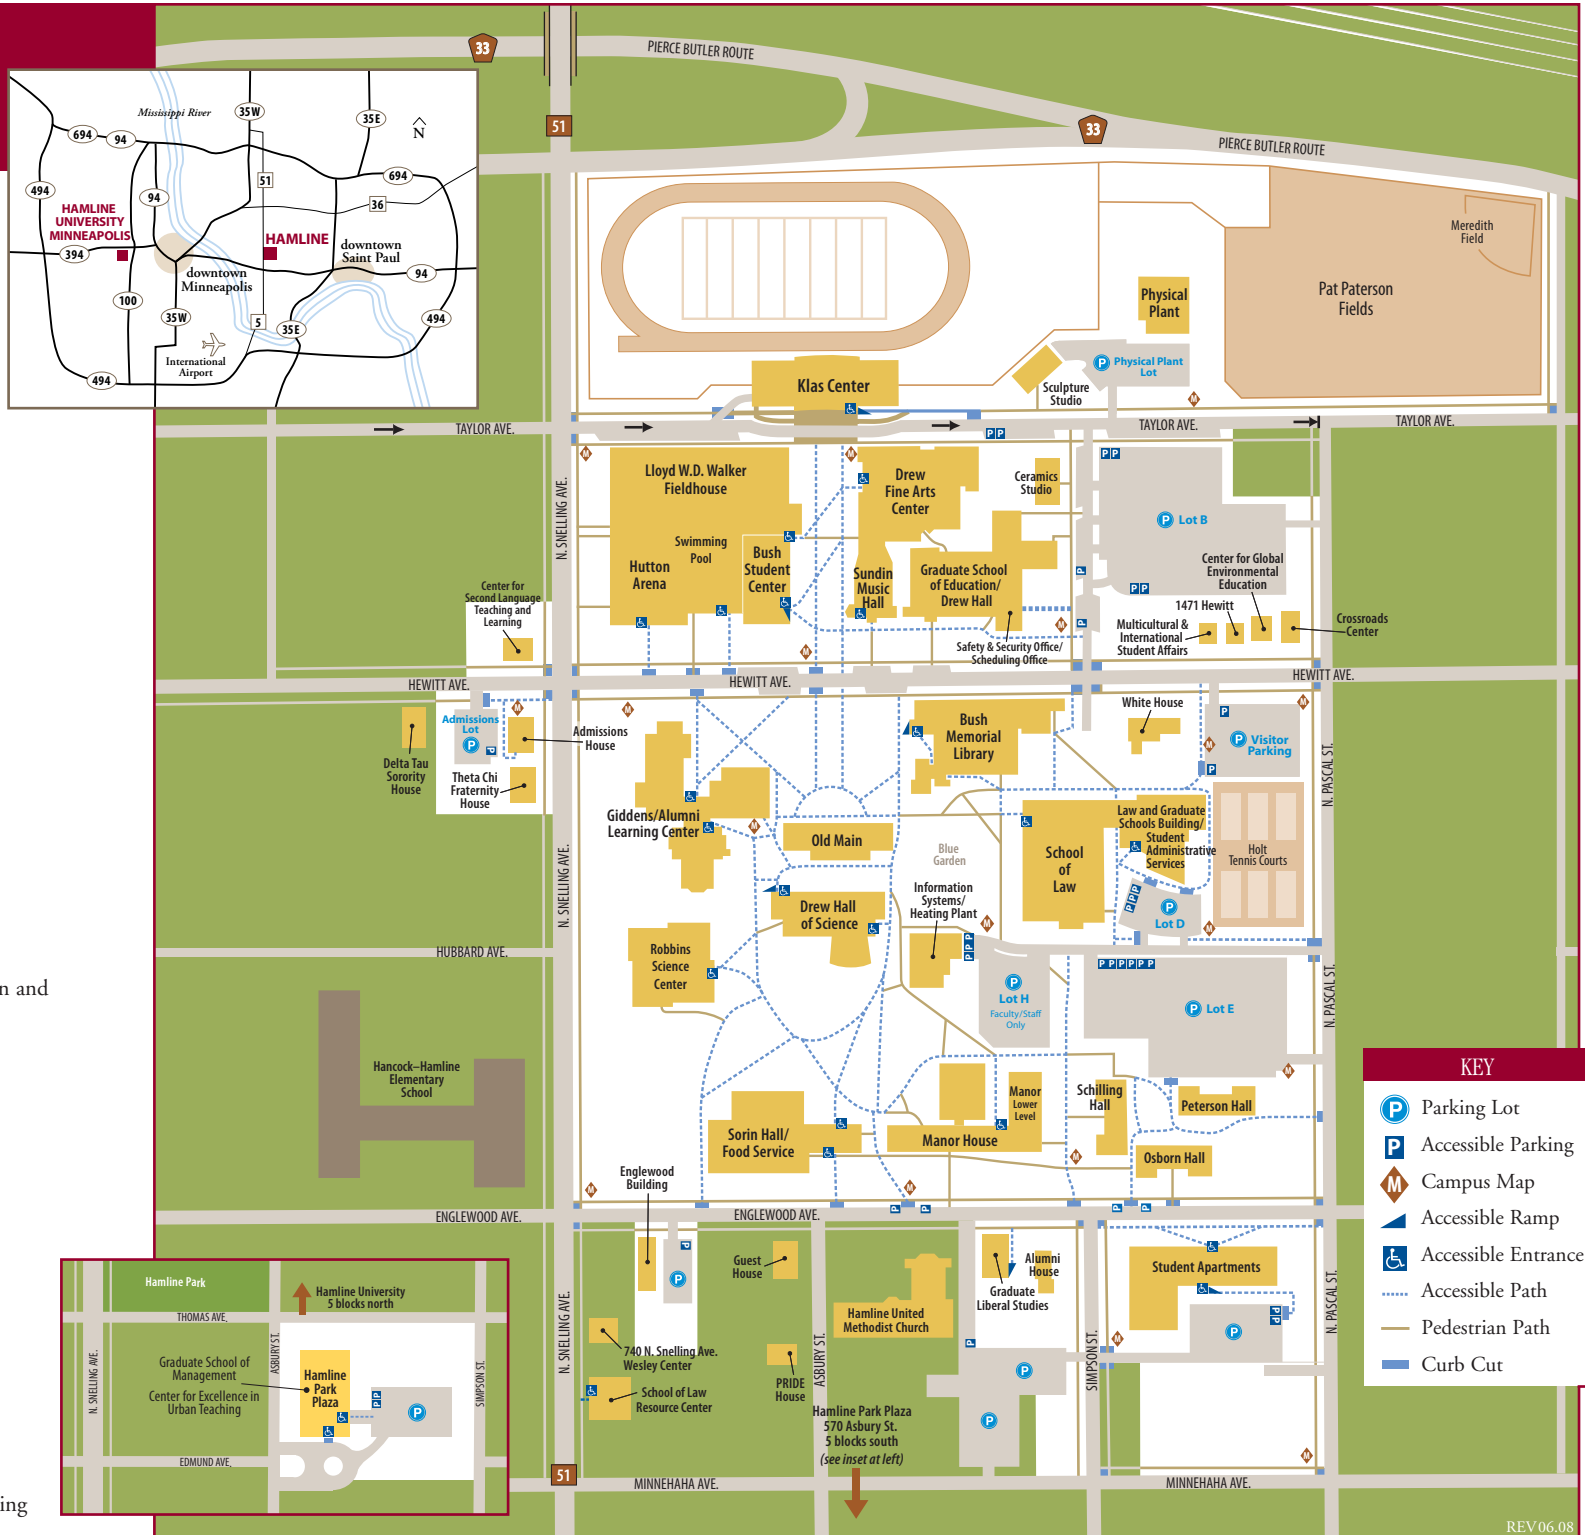 33
PIERCE BUTLER ROUTE
51
33
PIERCE BUTLER ROUTE
Mississippi River
35W
35E
N
694
94
494
94
51
694
36
HAMLINE
UNIVERSITY
MINNEAPOLIS
HAMLINE
394
downtown
Saint Paul
downtown
Minneapolis
94
100
35W
5
35E
494
International
Airport
494
Meredith
Field
Pat Paterson
Fields
Physical
Plant
P
Physical Plant
Lot
Sculpture
Studio
Klas Center
M
TAYLOR AVE.
TAYLOR AVE.
TAYLOR AVE.
P P
M
M
Lloyd W.D. Walker
Fieldhouse
Drew
Fine Arts
Center
Ceramics
Studio
P P
P
Lot B
N. SNELLING AVE.
Swimming
Pool
Hutton
Arena
Bush
Student
Center
Sundin
Music
Hall
Graduate School
of Education/
Drew Hall
P
P P
Center for Global
Environmental
Education
Center for
Second Language
Teaching and
Learning
1471 Hewitt
Multicultural &
International
Student Affairs
Crossroads
Center
M
P
M
Safety & Security Office/
Scheduling Office
HEWITT AVE.
HEWITT AVE.
HEWITT AVE.
Admissions
Lot
P
P
M
Admissions
House
M
Delta Tau
Sorority
House
Theta Chi
Fraternity
House
Bush
Memorial
Library
White House
P
M
P
Visitor
Parking
M
P
N. PASCAL ST.
Giddens/Alumni
Learning Center
M
Old Main
Blue
Garden
School
of
Law
Law and Graduate
Schools Building/
Student
Administrative
Services
Holt
Tennis Courts
N. SNELLING AVE.
Information
Systems/
Heating Plant
M
Drew Hall
of Science
P P P
P
Lot D
M
Robbins
Science
Center
P P P
P P P P P P
HUBBARD AVE.
P
Lot H
Faculty/Staff
Only
P
Lot E
N. PASCAL ST.
n and
Hancock–Hamline
Elementary
School
M
Manor
Lower
Level
Schilling
Hall
Peterson Hall
Sorin Hall/
Food Service
Manor House
M
Osborn Hall
Englewood
Building
M
M
P P
P P
ENGLEWOOD AVE.
ENGLEWOOD AVE.
P
P
Guest
House
Alumni
House
Graduate
Liberal Studies
Student Apartments
Hamline United
Methodist Church
N. SNELLING AVE.
740 N. Snelling Ave.
Wesley Center
ASBURY ST.
P
SIMPSON ST.
M
P
P P
N. PASCAL ST.
PRIDE
House
P
School of Law
Resource Center
Hamline Park Plaza
570 Asbury St.
5 blocks south
(see inset at left)
P
M
51
MINNEHAHA AVE.
MINNEHAHA AVE.
Hamline Park
Hamline University
5 blocks north
THOMAS AVE.
N. SNELLING AVE.
ASBURY ST.
SIMPSON ST.
Graduate School of
Management
Center for Excellence in
Urban Teaching
Hamline
Park
Plaza
P P
P
EDMUND AVE.
ing
KEY
P Parking Lot
P Accessible Parking
M Campus Map
Accessible Ramp
Accessible Entrance
Accessible Path
Pedestrian Path
Curb Cut
REV06.08